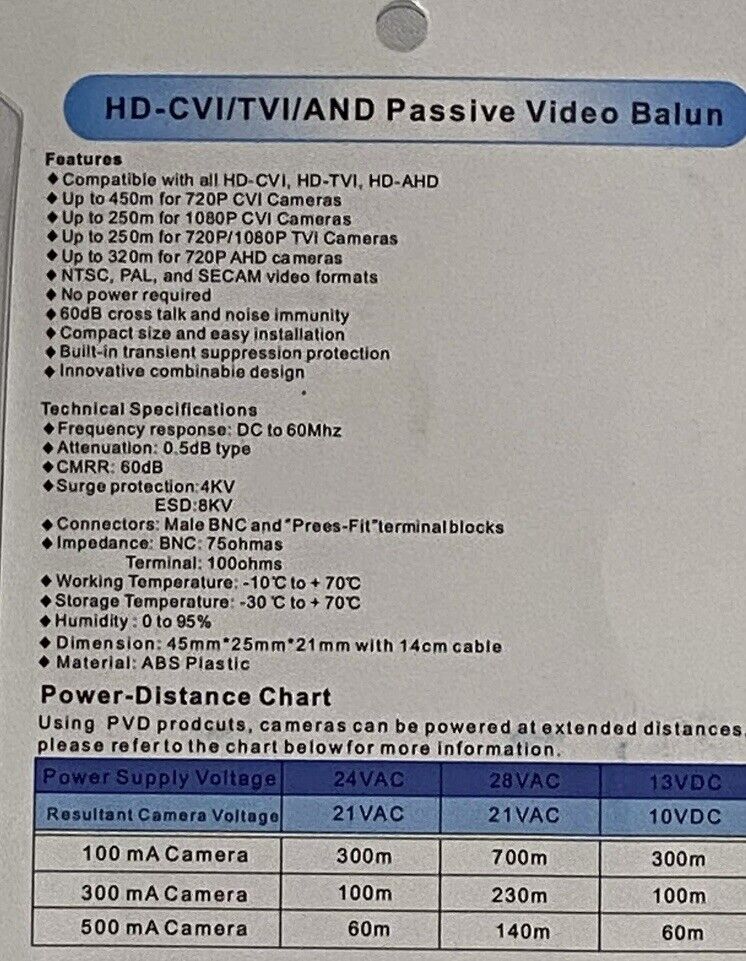 HD-CVI/TVI/AND Passive Video Balun
Features
◆Compatible with all HD-CVI, HD-TVI, HD-AHD
◆Up to 450m for 720P CVI Cameras
◆Up to 250m for 1080P CVI Cameras
◆Up to 250m for 720P/1080P TVI Cameras
◆Up to 320m for 720P AHD cameras
◆NTSC, PAL, and SECAM video formats
◆No power required
◆60dB cross talk and noise immunity
◆Compact size and easy installation
◆Built-in transient suppression protection
◆Innovative combinable design
Technical Specifications
◆Frequency response: DC to 60Mhz
◆Attenuation: 0.5dB type
◆CMRR: 60dB
◆Surge protection:4KV
ESD:8KV
◆Connectors: Male BNC and "Prees-Fit" terminal blocks
◆Impedance: BNC: 75ohmas
Terminal: 100ohms
◆Working Temperature: -10℃ to + 70℃
◆Storage Temperature: -30 ℃ to + 70℃
◆Humidity : 0 to 95%
◆Dimension: 45mm*25mm*21mm with 14cm cable
◆Material: ABS Plastic
Power-Distance Chart
Using PVD prodcuts, cameras can be powered at extended distances,
please refer to the chart below for more information.
Power Supply Voltage 24VAC 28VAC 13VDC
Resultant Camera Voltage 21VAC 21VAC 10VDC
100 mA Camera 300m 700m 300m
300 mA Camera 100m 230m 100m
500 mA Camera 60m 140m 60m